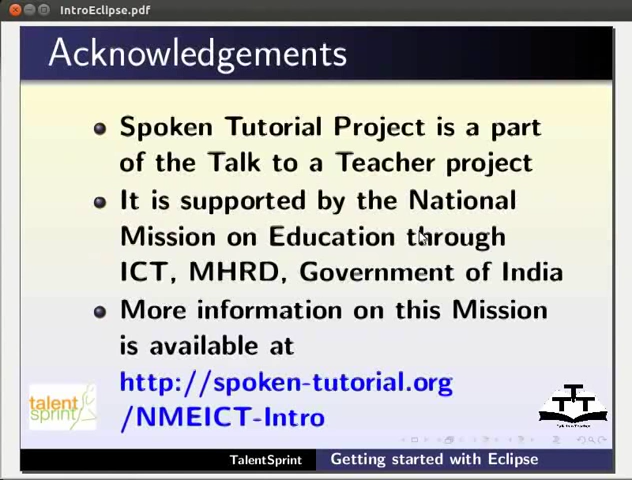 IntroEclipse.pdf
Acknowledgements
Spoken Tutorial Project is a part
of the Talk to a Teacher project
It is supported by the National
Mission on Education through
ICT, MHRD, Government of India
More information on this Mission
is available at
http://spoken-tutorial.org
/NMEICT-Intro
talent
sprint
TalentSprint
Getting started with Eclipse